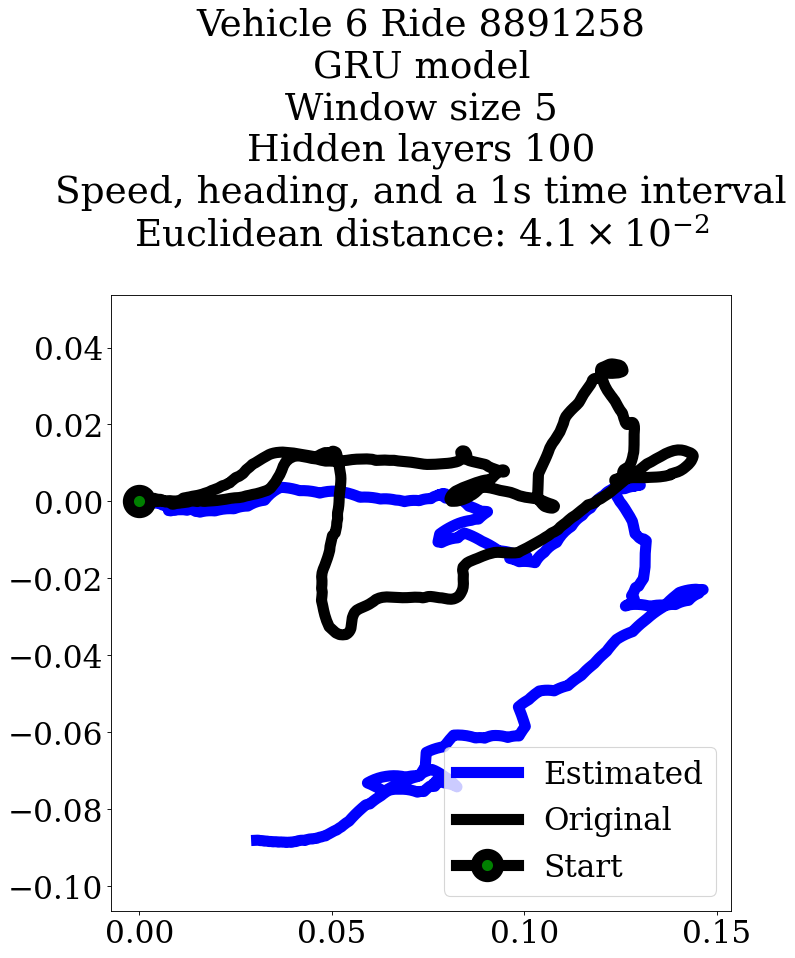 Vehicle 6 Ride 8891258
GRU model
Window size 5
Hidden layers 100
Speed, heading, and a 1s time interval
Euclidean distance: 4.1 × 10⁻²
0.04
0.02
0.00
−0.02
−0.04
−0.06
−0.08
−0.10
Estimated
Original
Start
0.00 0.05 0.10 0.15